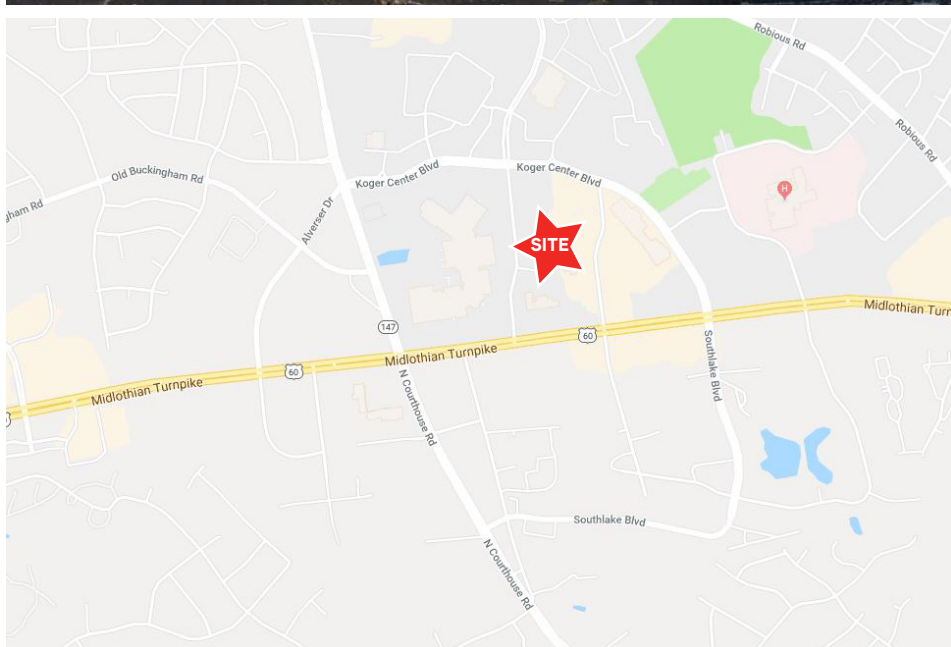 Robious Rd
Robious Rd
Koger Center Blvd
Koger Center Blvd
Old Buckingham Rd
gham Rd
Alverser Dr
H
SITE
147
60
60
Midlothian Turn
Midlothian Turnpike
Midlothian Turnpike
N Courthouse Rd
Southlake Blvd
Southlake Blvd
N Courthouse Rd